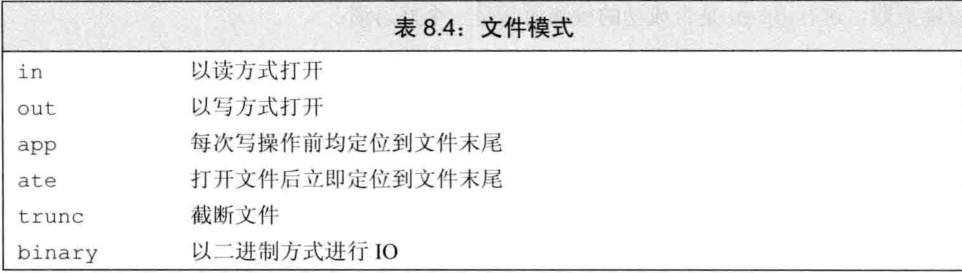 表 8.4：文件模式
in 以读方式打开
out 以写方式打开
app 每次写操作前均定位到文件末尾
ate 打开文件后立即定位到文件末尾
trunc 截断文件
binary 以二进制方式进行 IO